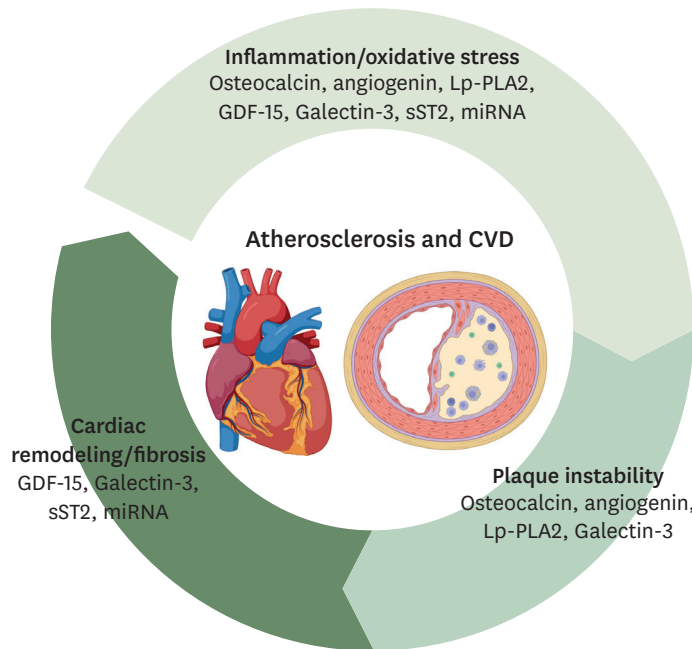 Inflammation/oxidative stress
Osteocalcin, angiogenin, Lp-PLA2,
GDF-15, Galectin-3, sST2, miRNA
Atherosclerosis and CVD
Cardiac
remodeling/fibrosis
GDF-15, Galectin-3,
sST2, miRNA
Plaque instability
Osteocalcin, angiogenin,
Lp-PLA2, Galectin-3